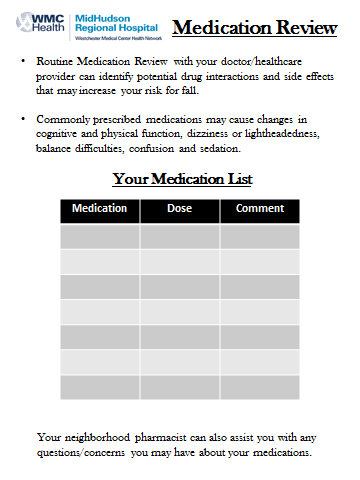 WMC
Health
MidHudson
Regional Hospital
Westchester Medical Center Health Network
Medication Review
• Routine Medication Review with your doctor/healthcare
provider can identify potential drug interactions and side effects
that may increase your risk for fall.
• Commonly prescribed medications may cause changes in
cognitive and physical function, dizziness or lightheadedness,
balance difficulties, confusion and sedation.
Your Medication List
Medication Dose Comment
Your neighborhood pharmacist can also assist you with any
questions/concerns you may have about your medications.